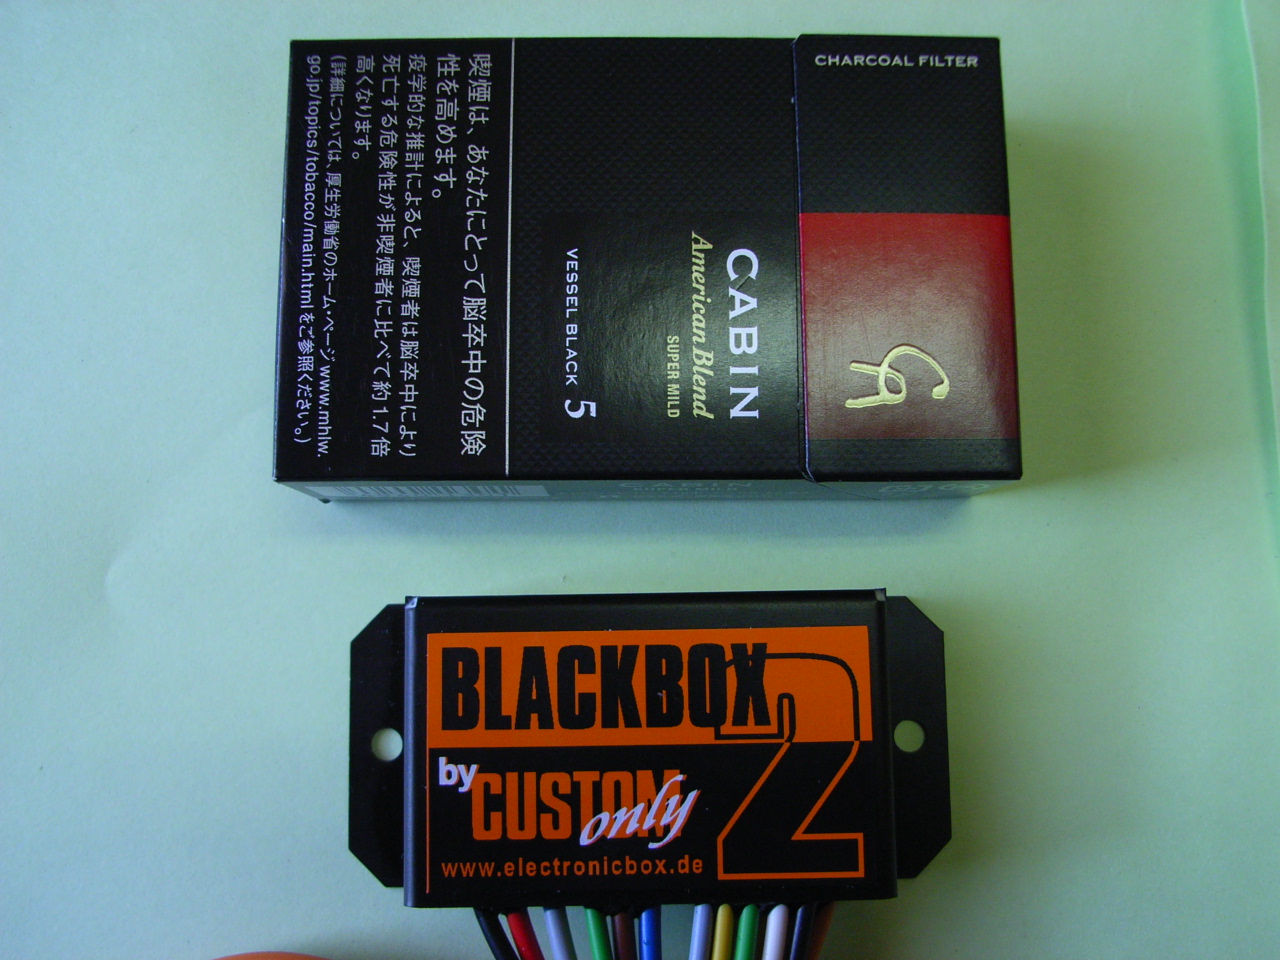 CHARCOAL FILTER
CABIN
American Blend
SUPER MILD
VESSEL BLACK 5
喫煙は、あなたにとって脳卒中の危険
性を高めます。
疫学的な推計によると、喫煙者は脳卒中により
死亡する危険性が非喫煙者に比べて約1.7倍
高くなります。
(詳細については、厚生労働省のホーム・ページ www.mhlw.
go.jp/topics/tobacco/main.htmlをご参照ください。)
CABIN
BLACKBOX
2
by CUSTOM
only
www.electronicbox.de